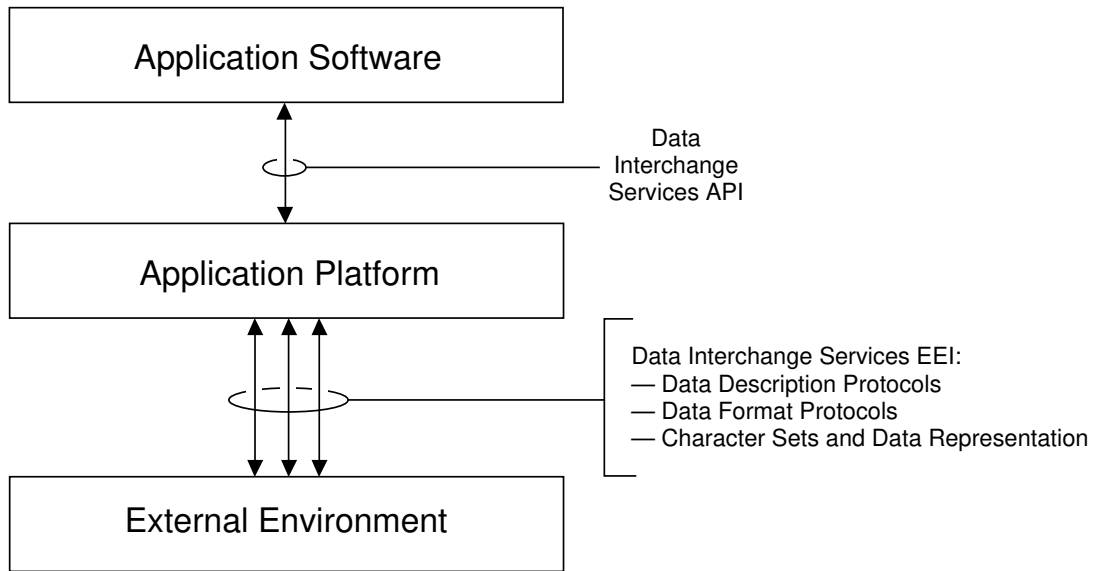 Application Software
Data
Interchange
Services API
Application Platform
Data Interchange Services EEI:
— Data Description Protocols
— Data Format Protocols
— Character Sets and Data Representation
External Environment